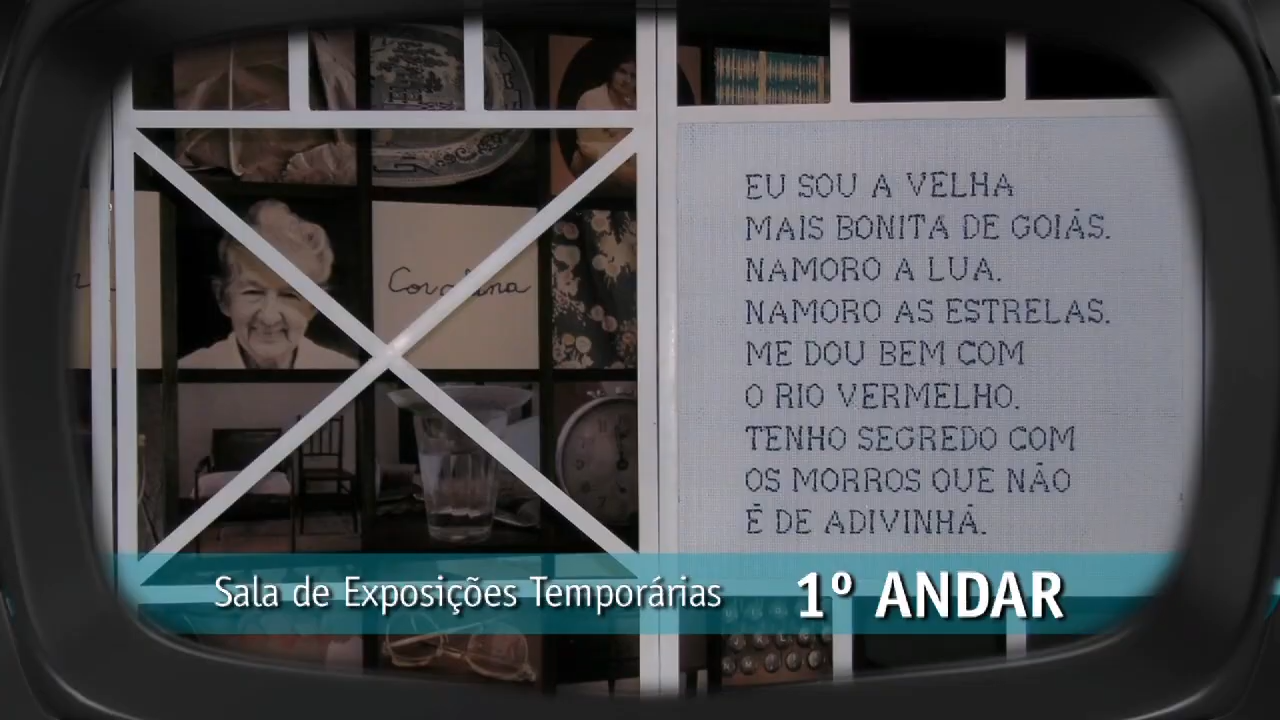 Coralina
EU SOU A VELHA
MAIS BONITA DE GOIÁS.
NAMORO A LUA.
NAMORO AS ESTRELAS.
ME DOU BEM COM
O RIO VERMELHO.
TENHO SEGREDO COM
OS MORROS QUE NÃO
É DE ADIVINHÁ.
Sala de Exposições Temporárias 1º ANDAR